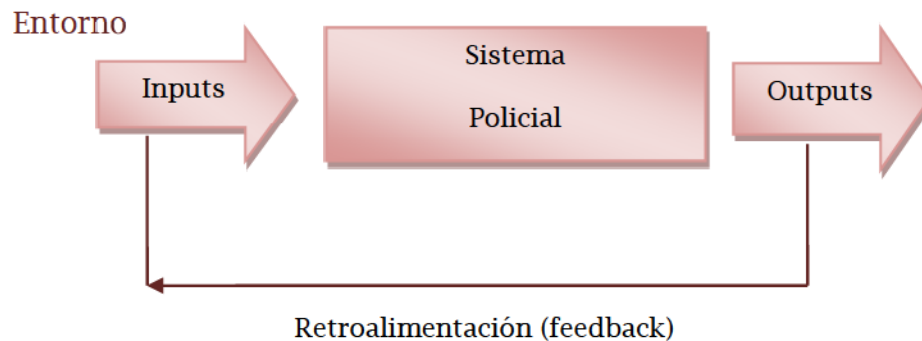 Entorno
Inputs
Sistema
Policial
Outputs
Retroalimentación (feedback)